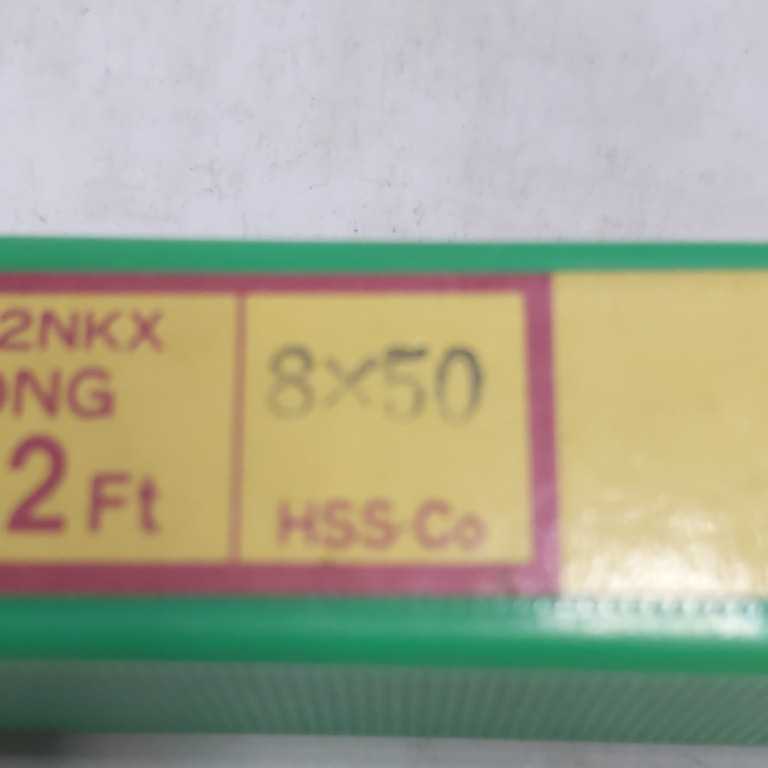 2NKX
ONG
2 Ft
8×50
HSS-Co